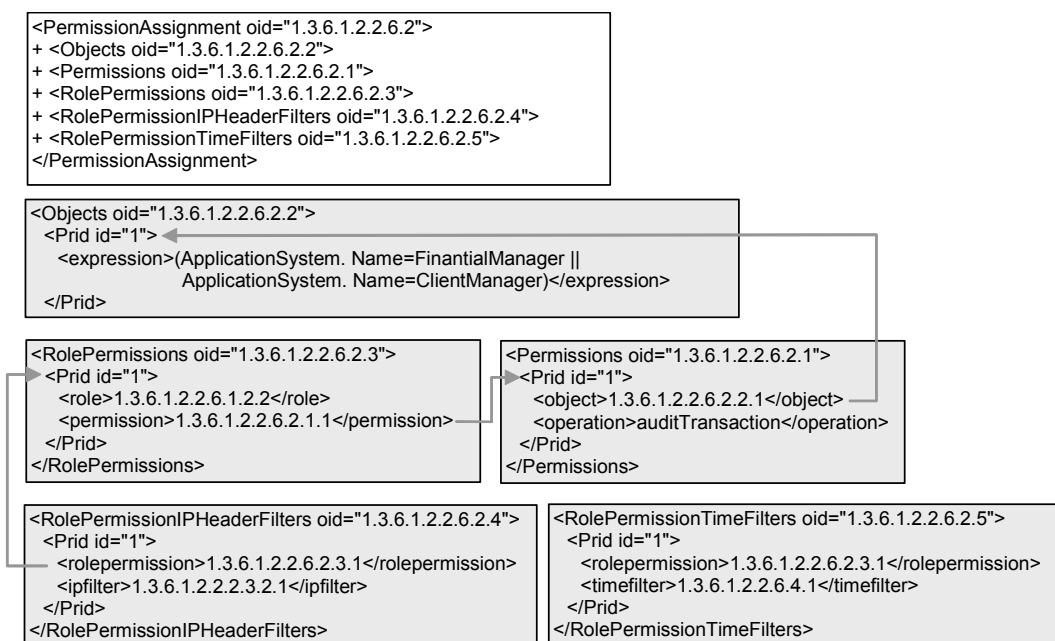 <PermissionAssignment oid="1.3.6.1.2.2.6.2">
+ <Objects oid="1.3.6.1.2.2.6.2.2">
+ <Permissions oid="1.3.6.1.2.2.6.2.1">
+ <RolePermissions oid="1.3.6.1.2.2.6.2.3">
+ <RolePermissionIPHeaderFilters oid="1.3.6.1.2.2.6.2.4">
+ <RolePermissionTimeFilters oid="1.3.6.1.2.2.6.2.5">
</PermissionAssignment>
<Objects oid="1.3.6.1.2.2.6.2.2">
<Prid id="1">
<expression>(ApplicationSystem. Name=FinantialManager ||
ApplicationSystem. Name=ClientManager)</expression>
</Prid>
<RolePermissions oid="1.3.6.1.2.2.6.2.3">
<Prid id="1">
<role>1.3.6.1.2.2.6.1.2.2</role>
<permission>1.3.6.1.2.2.6.2.1.1</permission>
</Prid>
</RolePermissions>
<Permissions oid="1.3.6.1.2.2.6.2.1">
<Prid id="1">
<object>1.3.6.1.2.2.6.2.2.1</object>
<operation>auditTransaction</operation>
</Prid>
</Permissions>
<RolePermissionIPHeaderFilters oid="1.3.6.1.2.2.6.2.4">
<Prid id="1">
<rolepermission>1.3.6.1.2.2.6.2.3.1</rolepermission>
<ipfilter>1.3.6.1.2.2.2.3.2.1</ipfilter>
</Prid>
</RolePermissionIPHeaderFilters>
<RolePermissionTimeFilters oid="1.3.6.1.2.2.6.2.5">
<Prid id="1">
<rolepermission>1.3.6.1.2.2.6.2.3.1</rolepermission>
<timefilter>1.3.6.1.2.2.6.4.1</timefilter>
</Prid>
</RolePermissionTimeFilters>